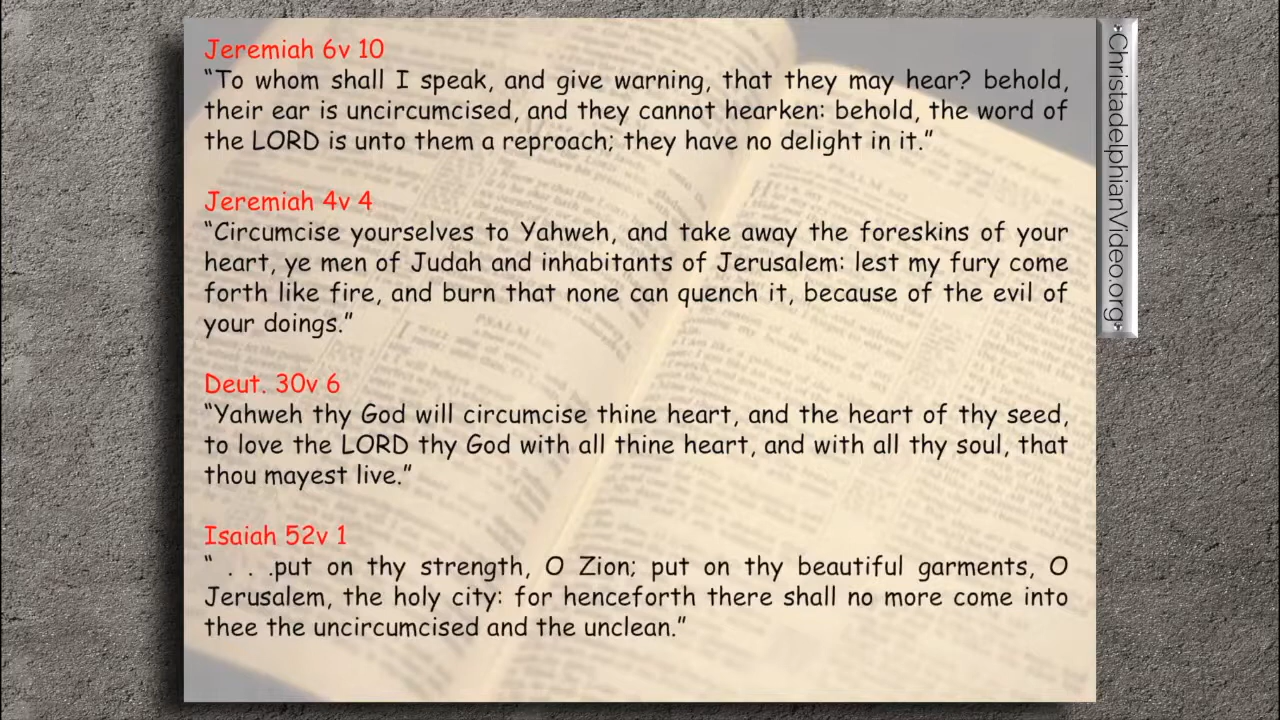 Jeremiah 6v 10
“To whom shall I speak, and give warning, that they may hear? behold,
their ear is uncircumcised, and they cannot hearken: behold, the word of
the LORD is unto them a reproach; they have no delight in it.”
Jeremiah 4v 4
“Circumcise yourselves to Yahweh, and take away the foreskins of your
heart, ye men of Judah and inhabitants of Jerusalem: lest my fury come
forth like fire, and burn that none can quench it, because of the evil of
your doings.”
Deut. 30v 6
“Yahweh thy God will circumcise thine heart, and the heart of thy seed,
to love the LORD thy God with all thine heart, and with all thy soul, that
thou mayest live.”
Isaiah 52v 1
“ . . .put on thy strength, O Zion; put on thy beautiful garments, O
Jerusalem, the holy city: for henceforth there shall no more come into
thee the uncircumcised and the unclean.”
ChristadelphianVideo.org